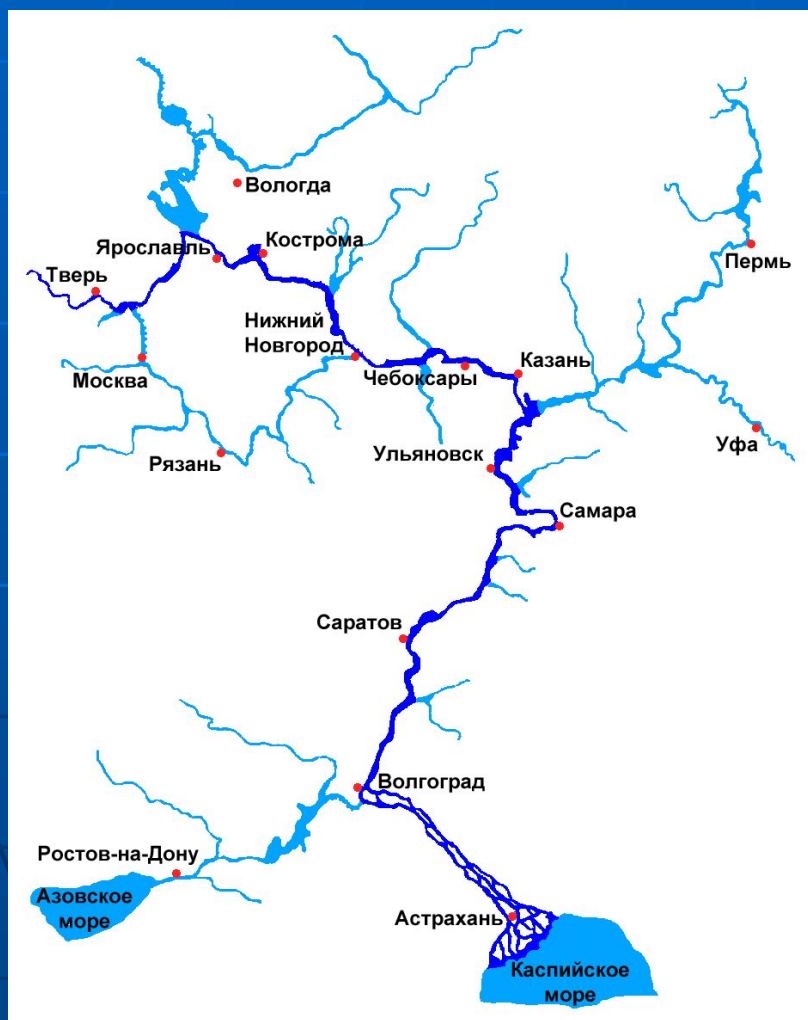 Вологда
Кострома
Ярославль
Пермь
Тверь
Нижний
Новгород
Казань
Москва
Чебоксары
Уфа
Ульяновск
Рязань
Самара
Саратов
Волгоград
Ростов-на-Дону
Азовское
море
Астрахань
Каспийское
море